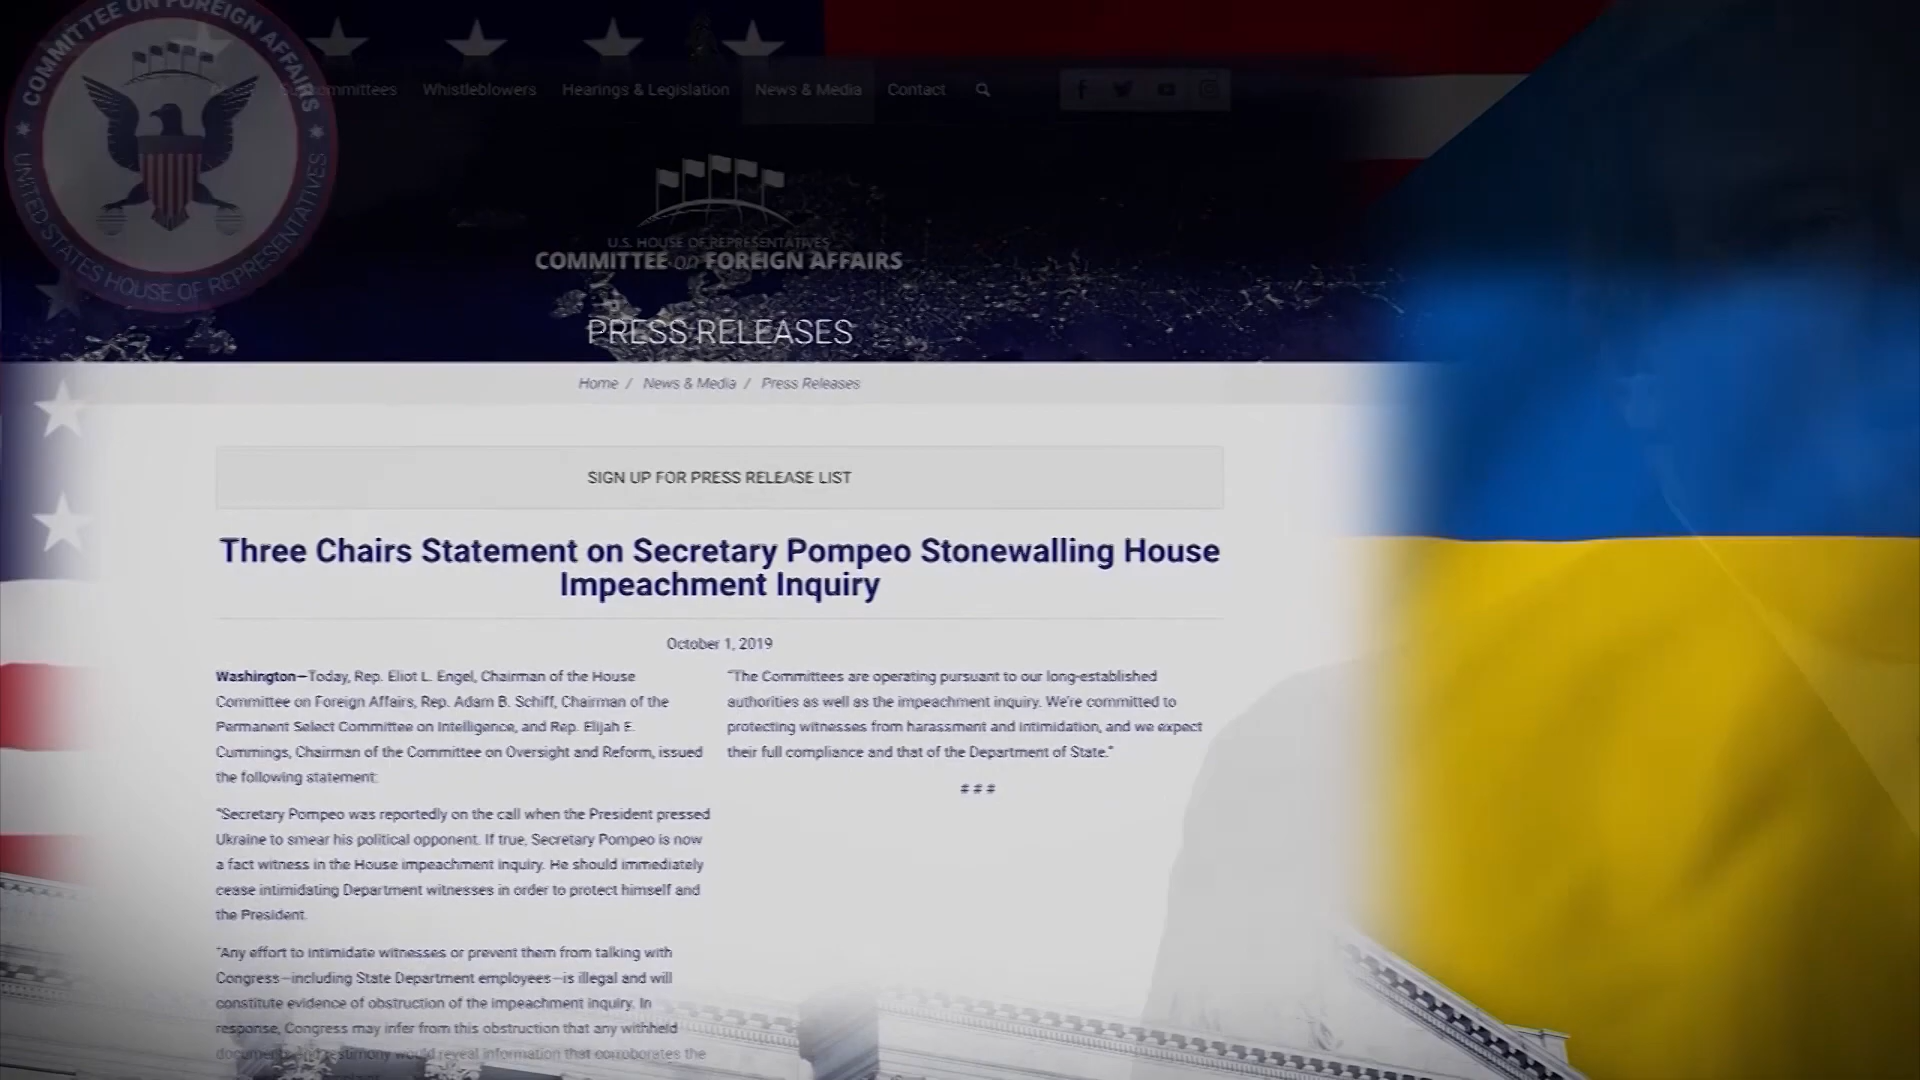 COMMITTEE ON FOREIGN AFFAIRS
UNITED STATES HOUSE OF REPRESENTATIVES
Whistleblowers
Hearings & Legislation
News & Media
Contact
U.S. HOUSE OF REPRESENTATIVES
COMMITTEE on FOREIGN AFFAIRS
PRESS RELEASES
Home / News & Media / Press Releases
SIGN UP FOR PRESS RELEASE LIST
Three Chairs Statement on Secretary Pompeo Stonewalling House
Impeachment Inquiry
October 1, 2019
Washington—Today, Rep. Eliot L. Engel, Chairman of the House
Committee on Foreign Affairs, Rep. Adam B. Schiff, Chairman of the
Permanent Select Committee on Intelligence, and Rep. Elijah E.
Cummings, Chairman of the Committee on Oversight and Reform, issued
the following statement:
"Secretary Pompeo was reportedly on the call when the President pressed
Ukraine to smear his political opponent. If true, Secretary Pompeo is now
a fact witness in the House impeachment inquiry. He should immediately
cease intimidating Department witnesses in order to protect himself and
the President.
"Any effort to intimidate witnesses or prevent them from talking with
Congress—including State Department employees—is illegal and will
constitute evidence of obstruction of the impeachment inquiry. In
response, Congress may infer from this obstruction that any withheld
documents and testimony would reveal information that corroborates the
"The Committees are operating pursuant to our long-established
authorities as well as the impeachment inquiry. We're committed to
protecting witnesses from harassment and intimidation, and we expect
their full compliance and that of the Department of State."
# # #